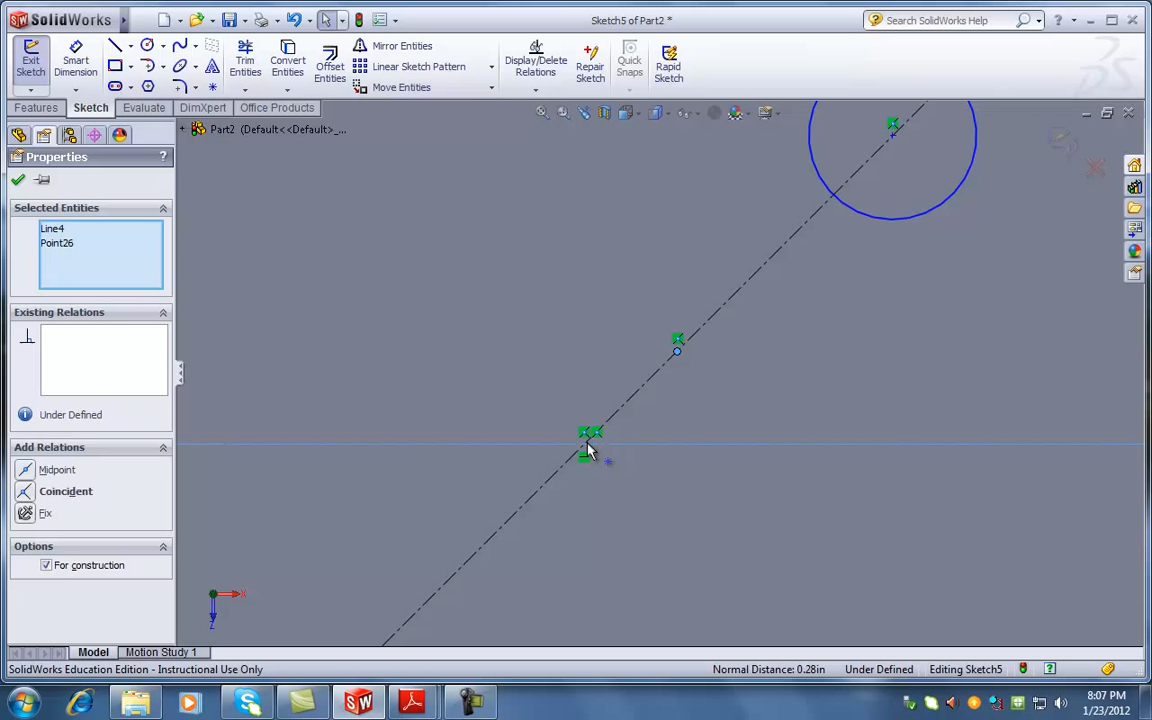 SolidWorks
Sketch5 of Part2 *
Search SolidWorks Help
Exit Sketch
Smart Dimension
Trim Entities
Convert Entities
Offset Entities
Mirror Entities
Linear Sketch Pattern
Move Entities
Display/Delete Relations
Repair Sketch
Quick Snaps
Rapid Sketch
Features
Sketch
Evaluate
DimXpert
Office Products
Part2 (Default<<Default>_...
Properties
?
Selected Entities
Line4
Point26
Existing Relations
Under Defined
Add Relations
Midpoint
Coincident
Fix
Options
For construction
X
Z
Model
Motion Study 1
SolidWorks Education Edition - Instructional Use Only
Normal Distance: 0.28in
Under Defined
Editing Sketch5
8:07 PM
1/23/2012